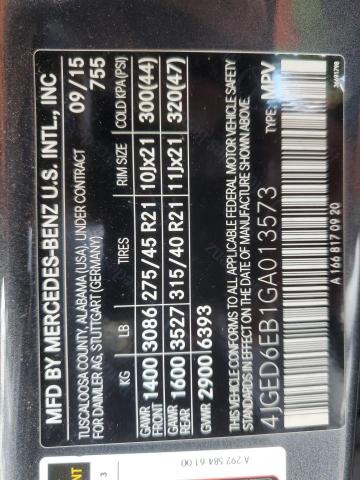 MFD BY MERCEDES-BENZ U.S. INTL., INC
TUSCALOOSA COUNTY, ALABAMA (USA), UNDER CONTRACT 09/15
FOR DAIMLER AG, STUTTGART (GERMANY) 755
KG LB TIRES RIM SIZE COLD KPA(PSI)
GAWR FRONT 1400 3086 275/45 R21 10Jx21 300(44)
GAWR REAR 1600 3527 315/40 R21 11Jx21 320(47)
GVWR 2900 6393
THIS VEHICLE CONFORMS TO ALL APPLICABLE FEDERAL MOTOR VEHICLE SAFETY
STANDARDS IN EFFECT ON THE DATE OF MANUFACTURE SHOWN ABOVE.
4JGED6EB1GA013573 TYPE: MPV
A 166 817 00 20
A 292 584 61 00